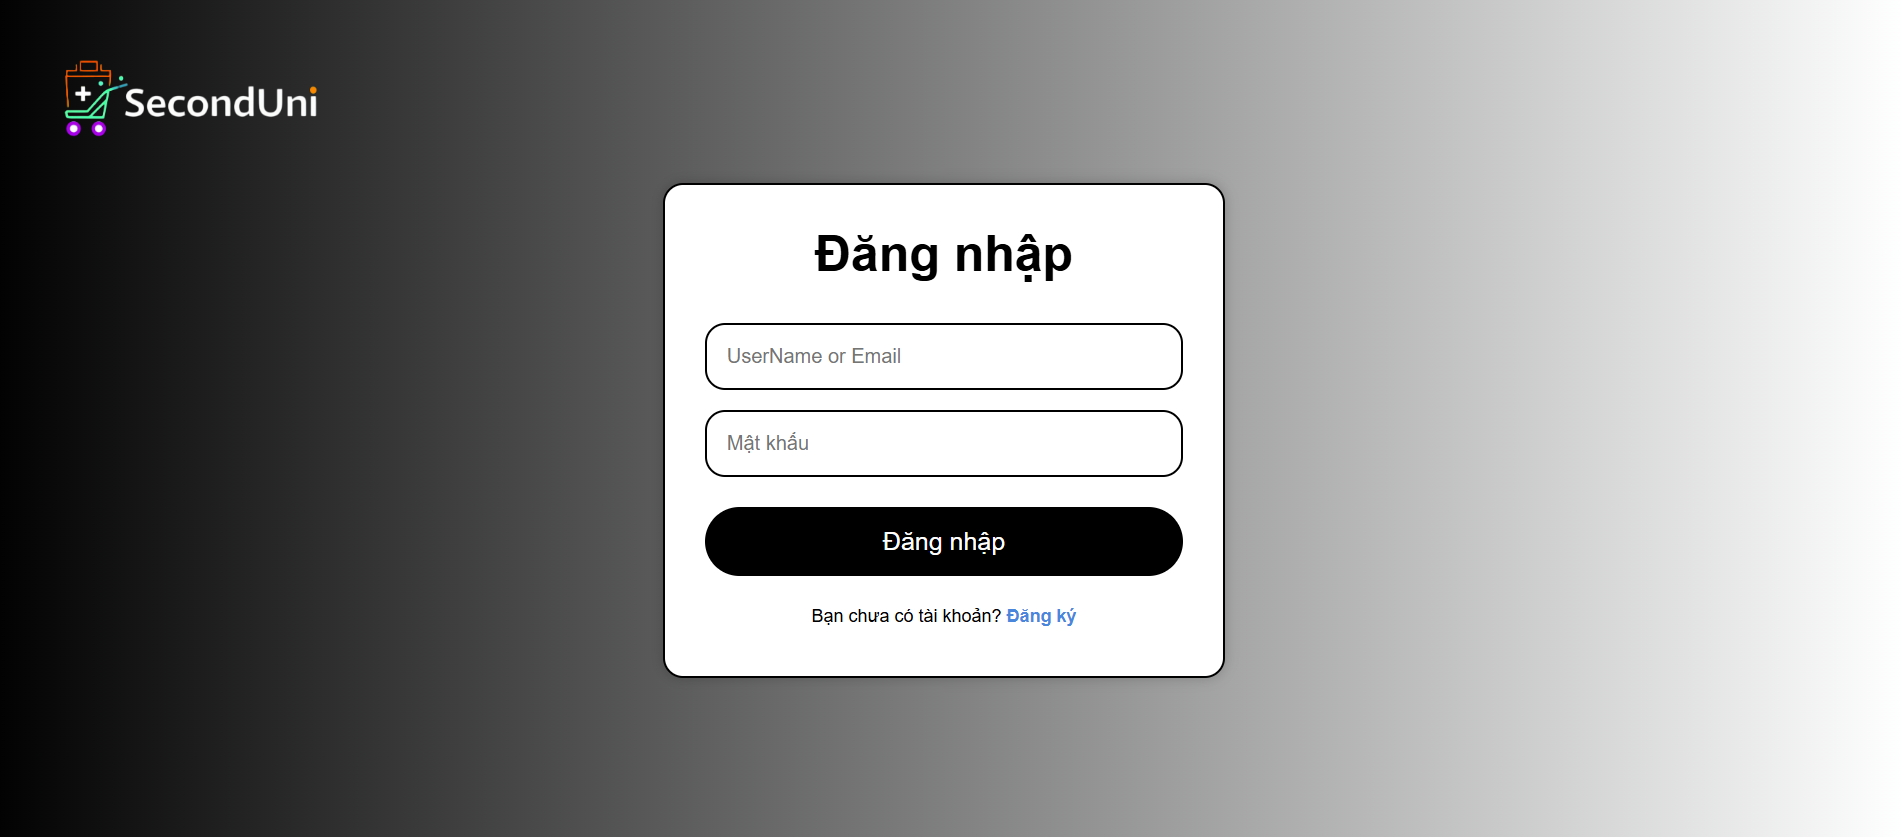 SecondUni
Đăng nhập
UserName or Email
Mật khẩu
Đăng nhập
Bạn chưa có tài khoản? Đăng ký